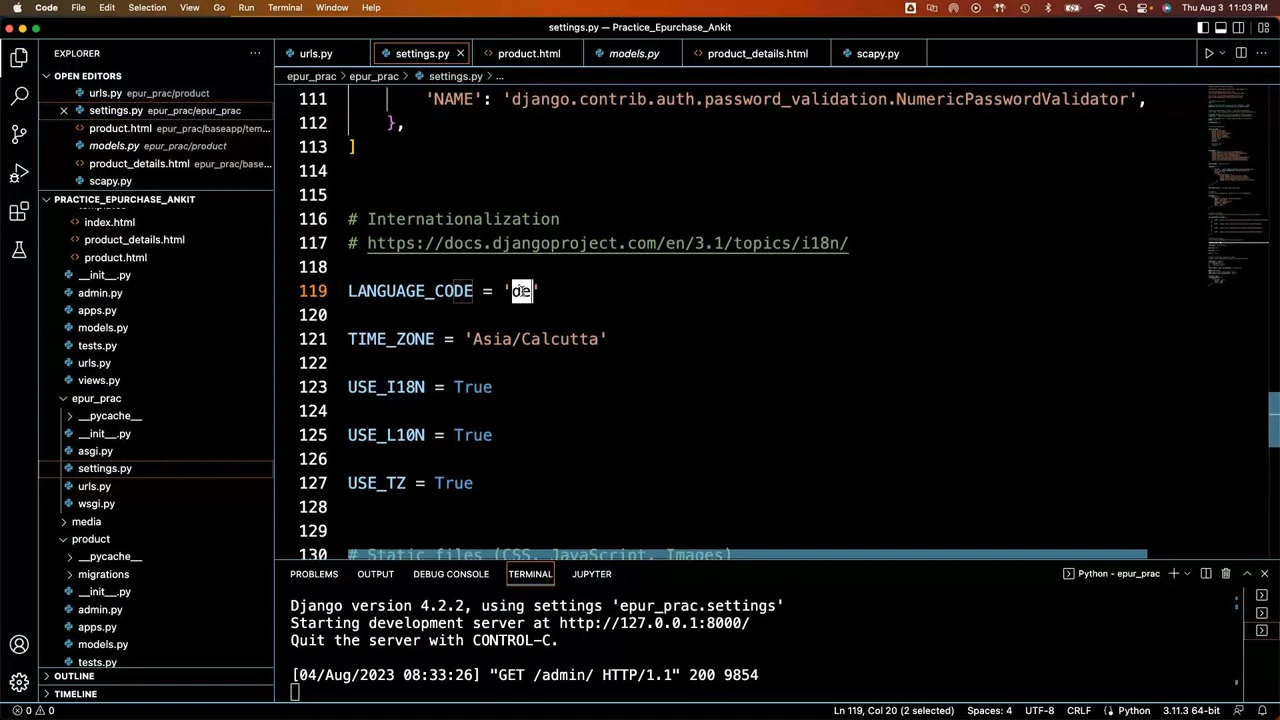 Code File Edit Selection View Go Run Terminal Window Help Thu Aug 3 11:03 PM
settings.py — Practice_Epurchase_Ankit
EXPLORER
OPEN EDITORS
urls.py epur_prac/product
settings.py epur_prac/epur_prac
product.html epur_prac/baseapp/tem...
models.py epur_prac/product
product_details.html epur_prac/base...
scapy.py
PRACTICE_EPURCHASE_ANKIT
index.html
product_details.html
product.html
__init__.py
admin.py
apps.py
models.py
tests.py
urls.py
views.py
epur_prac
__pycache__
__init__.py
asgi.py
settings.py
urls.py
wsgi.py
media
product
__pycache__
migrations
__init__.py
admin.py
apps.py
models.py
tests.py
OUTLINE
TIMELINE
urls.py settings.py product.html models.py product_details.html scapy.py
epur_prac > epur_prac > settings.py > ...
111 'NAME': 'django.contrib.auth.password_validation.NumericPasswordValidator',
112 },
113 ]
114
115
116 # Internationalization
117 # https://docs.djangoproject.com/en/3.1/topics/i18n/
118
119 LANGUAGE_CODE = 'de'
120
121 TIME_ZONE = 'Asia/Calcutta'
122
123 USE_I18N = True
124
125 USE_L10N = True
126
127 USE_TZ = True
128
129
130 # Static files (CSS, JavaScript, Images)
PROBLEMS OUTPUT DEBUG CONSOLE TERMINAL JUPYTER Python - epur_prac
Django version 4.2.2, using settings 'epur_prac.settings'
Starting development server at http://127.0.0.1:8000/
Quit the server with CONTROL-C.
[04/Aug/2023 08:33:26] "GET /admin/ HTTP/1.1" 200 9854
0 0 Ln 119, Col 20 (2 selected) Spaces: 4 UTF-8 CRLF Python 3.11.3 64-bit